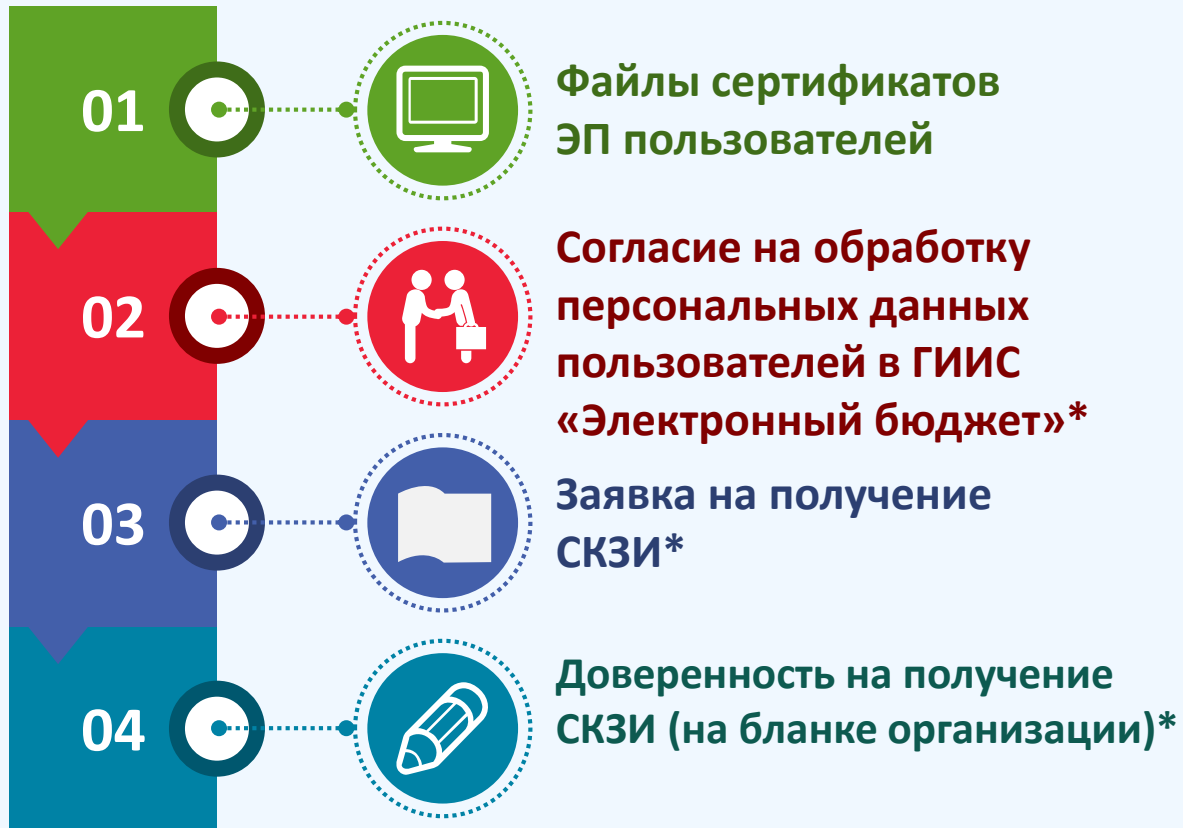 01
Файлы сертификатов
ЭП пользователей
02
Согласие на обработку
персональных данных
пользователей в ГИИС
«Электронный бюджет»*
03
Заявка на получение
СКЗИ*
04
Доверенность на получение
СКЗИ (на бланке организации)*